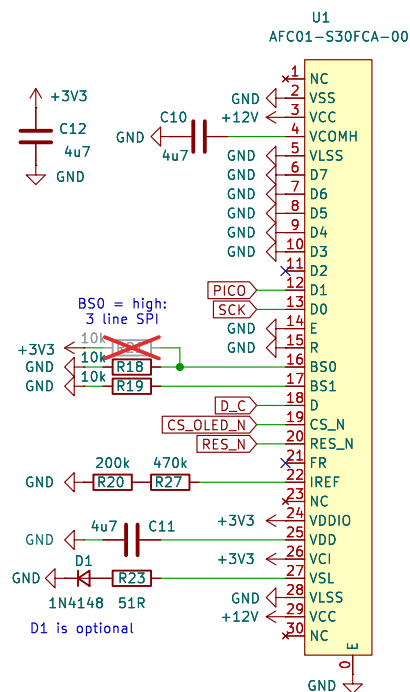 U1
AFC01-S30FCA-00
1 NC
GND 2 VSS
+12V 3 VCC
+3V3
C12
4u7
GND
GND C10 4u7 4 VCOMH
GND 5 VLSS
GND 6 D7
GND 7 D6
GND 8 D5
GND 9 D4
GND 10 D3
11 D2
PICO 12 D1
SCK 13 D0
BS0 = high:
3 line SPI
GND 14 E
GND 15 R
+3V3 10k
GND 10k R18 16 BS0
GND 10k R19 17 BS1
D_C 18 D
CS_OLED_N 19 CS_N
RES_N 20 RES_N
21 FR
200k 470k
GND R20 R27 22 IREF
23 NC
+3V3 24 VDDIO
4u7 C11
GND 25 VDD
+3V3 26 VCI
D1
GND R23 27 VSL
1N4148 51R
GND 28 VLSS
+12V 29 VCC
D1 is optional
30 NC
E
0
GND